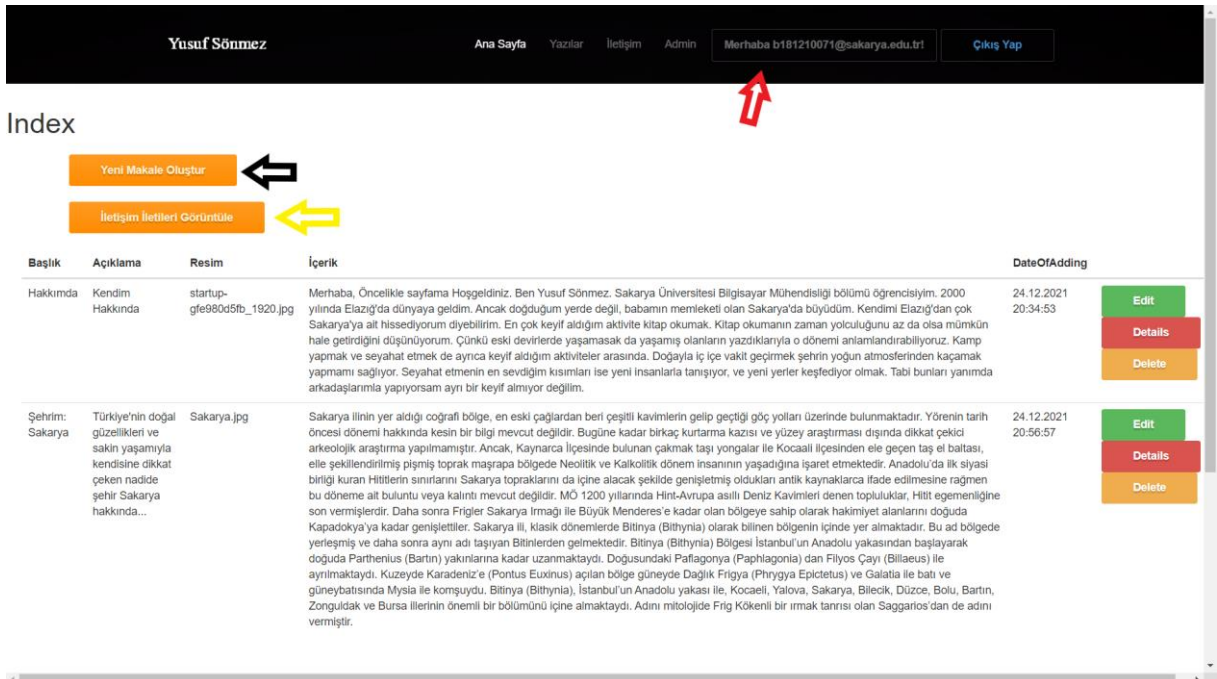 Yusuf Sönmez
Ana Sayfa
Yazılar
İletişim
Admin
Merhaba b181210071@sakarya.edu.tr!
Çıkış Yap
Index
Yeni Makale Oluştur
İletişim İletileri Görüntüle
Başlık
Açıklama
Resim
İçerik
DateOfAdding
Hakkımda
Kendim
Hakkında
startup-
gfe980d5fb_1920.jpg
Merhaba, Öncelikle sayfama Hoşgeldiniz. Ben Yusuf Sönmez. Sakarya Üniversitesi Bilgisayar Mühendisliği bölümü öğrencisiyim. 2000
yılında Elazığ'da dünyaya geldim. Ancak doğduğum yerde değil, babamın memleketi olan Sakarya'da büyüdüm. Kendimi Elazığ'dan çok
Sakarya'ya ait hissediyorum diyebilirim. En çok keyif aldığım aktivite kitap okumak. Kitap okumanın zaman yolculuğunu az da olsa mümkün
hale getirdiğini düşünüyorum. Çünkü eski devirlerde yaşamasak da yaşamış olanların yazdıklarıyla o dönemi anlamlandırabiliyoruz. Kamp
yapmak ve seyahat etmek de ayrıca keyif aldığım aktiviteler arasında. Doğayla iç içe vakit geçirmek şehrin yoğun atmosferinden kaçamak
yapmamı sağlıyor. Seyahat etmenin en sevdiğim kısımları ise yeni insanlarla tanışıyor, ve yeni yerler keşfediyor olmak. Tabi bunları yanımda
arkadaşlarımla yapıyorsam ayrı bir keyif almıyor değilim.
24.12.2021
20:34:53
Edit
Details
Delete
Şehrim:
Sakarya
Türkiye'nin doğal
güzellikleri ve
sakin yaşamıyla
kendisine dikkat
çeken nadide
şehir Sakarya
hakkında...
Sakarya.jpg
Sakarya ilinin yer aldığı coğrafi bölge, en eski çağlardan beri çeşitli kavimlerin gelip geçtiği göç yolları üzerinde bulunmaktadır. Yörenin tarih
öncesi dönemi hakkında kesin bir bilgi mevcut değildir. Bugüne kadar birkaç kurtarma kazısı ve yüzey araştırması dışında dikkat çekici
arkeolojik araştırma yapılmamıştır. Ancak, Kaynarca İlçesinde bulunan çakmak taşı yongalar ile Kocaali ilçesinden ele geçen taş el baltası,
elle şekillendirilmiş pişmiş toprak maşrapa bölgede Neolitik ve Kalkolitik dönem insanının yaşadığına işaret etmektedir. Anadolu'da ilk siyasi
birliği kuran Hititlerin sınırlarını Sakarya topraklarını da içine alacak şekilde genişletmiş oldukları antik kaynaklarca ifade edilmesine rağmen
bu döneme ait buluntu veya kalıntı mevcut değildir. MÖ 1200 yıllarında Hint-Avrupa asıllı Deniz Kavimleri denen topluluklar, Hitit egemenliğine
son vermişlerdir. Daha sonra Frigler Sakarya Irmağı ile Büyük Menderes'e kadar olan bölgeye sahip olarak hakimiyet alanlarını doğuda
Kapadokya'ya kadar genişlettiler. Sakarya ili, klasik dönemlerde Bitinya (Bithynia) olarak bilinen bölgenin içinde yer almaktadır. Bu ad bölgede
yerleşmiş ve daha sonra aynı adı taşıyan Bitinlerden gelmektedir. Bitinya (Bithynia) Bölgesi İstanbul'un Anadolu yakasından başlayarak
doğuda Parthenius (Bartın) yakınlarına kadar uzanmaktaydı. Doğusundaki Paflagonya (Paphlagonia) dan Filyos Çayı (Billaeus) ile
ayrılmaktaydı. Kuzeyde Karadeniz'e (Pontus Euxinus) açılan bölge güneyde Dağlık Frigya (Phrygya Epictetus) ve Galatia ile batı ve
güneybatısında Mysia ile komşuydu. Bitinya (Bithynia), İstanbul'un Anadolu yakası ile, Kocaeli, Yalova, Sakarya, Bilecik, Düzce, Bolu, Bartın,
Zonguldak ve Bursa illerinin önemli bir bölümünü içine almaktaydı. Adını mitolojide Frig Kökenli bir ırmak tanrısı olan Saggarios'dan de adını
vermiştir.
24.12.2021
20:56:57
Edit
Details
Delete